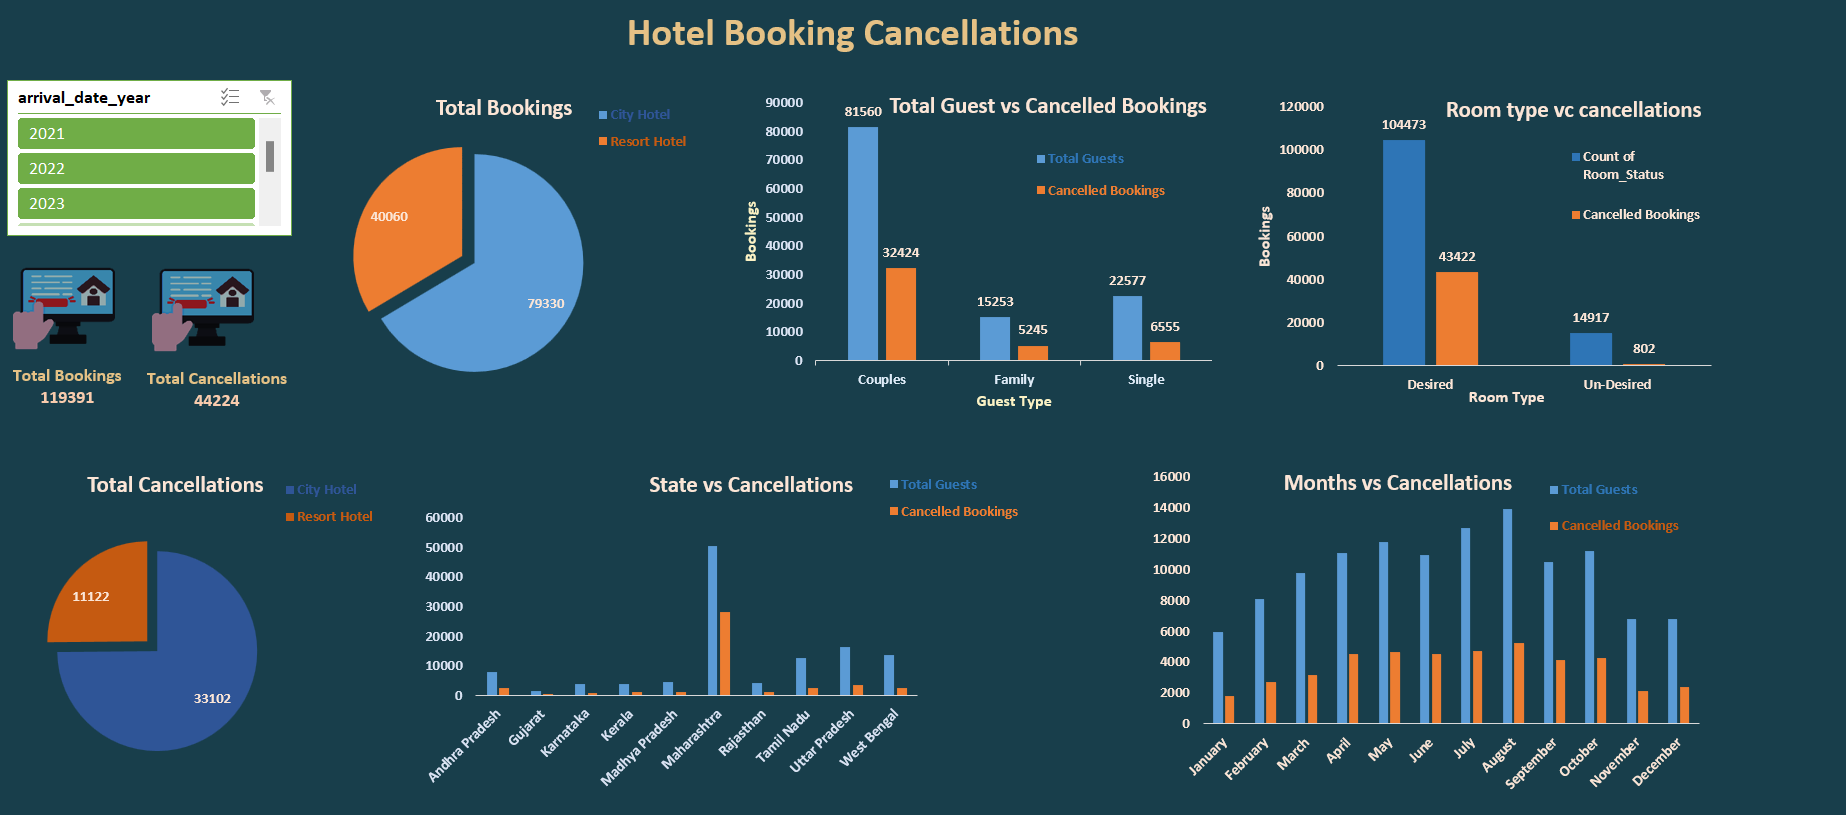 Hotel Booking Cancellations
arrival_date_year
2021
2022
2023
Total Bookings
119391
Total Cancellations
44224
Total Bookings
City Hotel
Resort Hotel
40060
79330
Total Guest vs Cancelled Bookings
Total Guests
Cancelled Bookings
Bookings
90000
80000
70000
60000
50000
40000
30000
20000
10000
0
81560
32424
15253
5245
22577
6555
Couples
Family
Single
Guest Type
Room type vc cancellations
Count of
Room_Status
Cancelled Bookings
Bookings
120000
100000
80000
60000
40000
20000
0
104473
43422
14917
802
Desired
Un-Desired
Room Type
Total Cancellations
City Hotel
Resort Hotel
11122
33102
State vs Cancellations
Total Guests
Cancelled Bookings
60000
50000
40000
30000
20000
10000
0
Andhra Pradesh
Gujarat
Karnataka
Kerala
Madhya Pradesh
Maharashtra
Rajasthan
Tamil Nadu
Uttar Pradesh
West Bengal
Months vs Cancellations
Total Guests
Cancelled Bookings
16000
14000
12000
10000
8000
6000
4000
2000
0
January
February
March
April
May
June
July
August
September
October
November
December